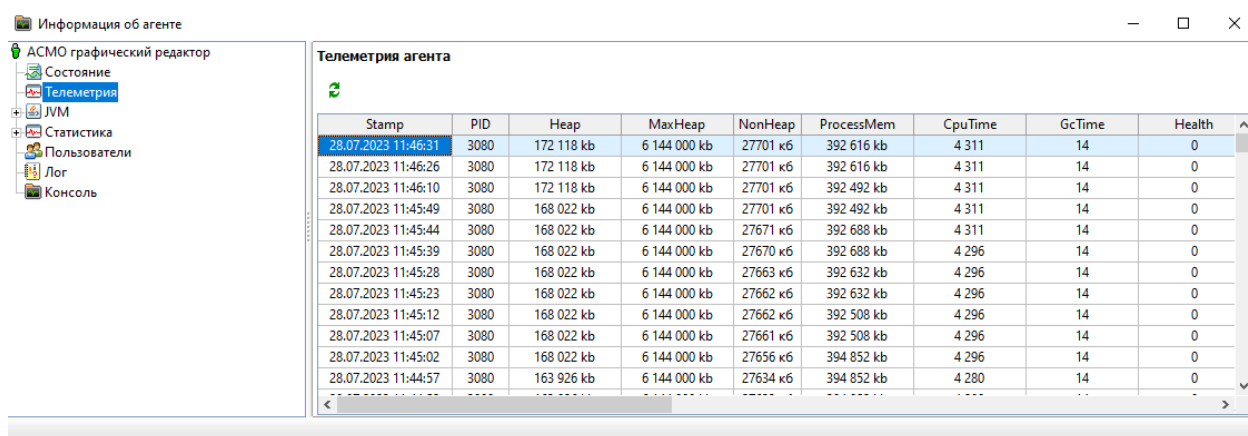 Информация об агенте
АСМО графический редактор
Состояние
Телеметрия
JVM
Статистика
Пользователи
Лог
Консоль
Телеметрия агента
Stamp PID Heap MaxHeap NonHeap ProcessMem CpuTime GcTime Health
28.07.2023 11:46:31 3080 172 118 kb 6 144 000 kb 27701 кб 392 616 kb 4 311 14 0
28.07.2023 11:46:26 3080 172 118 kb 6 144 000 kb 27701 кб 392 616 kb 4 311 14 0
28.07.2023 11:46:10 3080 172 118 kb 6 144 000 kb 27701 кб 392 492 kb 4 311 14 0
28.07.2023 11:45:49 3080 168 022 kb 6 144 000 kb 27701 кб 392 492 kb 4 311 14 0
28.07.2023 11:45:44 3080 168 022 kb 6 144 000 kb 27671 кб 392 688 kb 4 311 14 0
28.07.2023 11:45:39 3080 168 022 kb 6 144 000 kb 27670 кб 392 688 kb 4 296 14 0
28.07.2023 11:45:28 3080 168 022 kb 6 144 000 kb 27663 кб 392 632 kb 4 296 14 0
28.07.2023 11:45:23 3080 168 022 kb 6 144 000 kb 27662 кб 392 632 kb 4 296 14 0
28.07.2023 11:45:12 3080 168 022 kb 6 144 000 kb 27662 кб 392 508 kb 4 296 14 0
28.07.2023 11:45:07 3080 168 022 kb 6 144 000 kb 27661 кб 392 508 kb 4 296 14 0
28.07.2023 11:45:02 3080 168 022 kb 6 144 000 kb 27656 кб 394 852 kb 4 296 14 0
28.07.2023 11:44:57 3080 163 926 kb 6 144 000 kb 27634 кб 394 852 kb 4 280 14 0